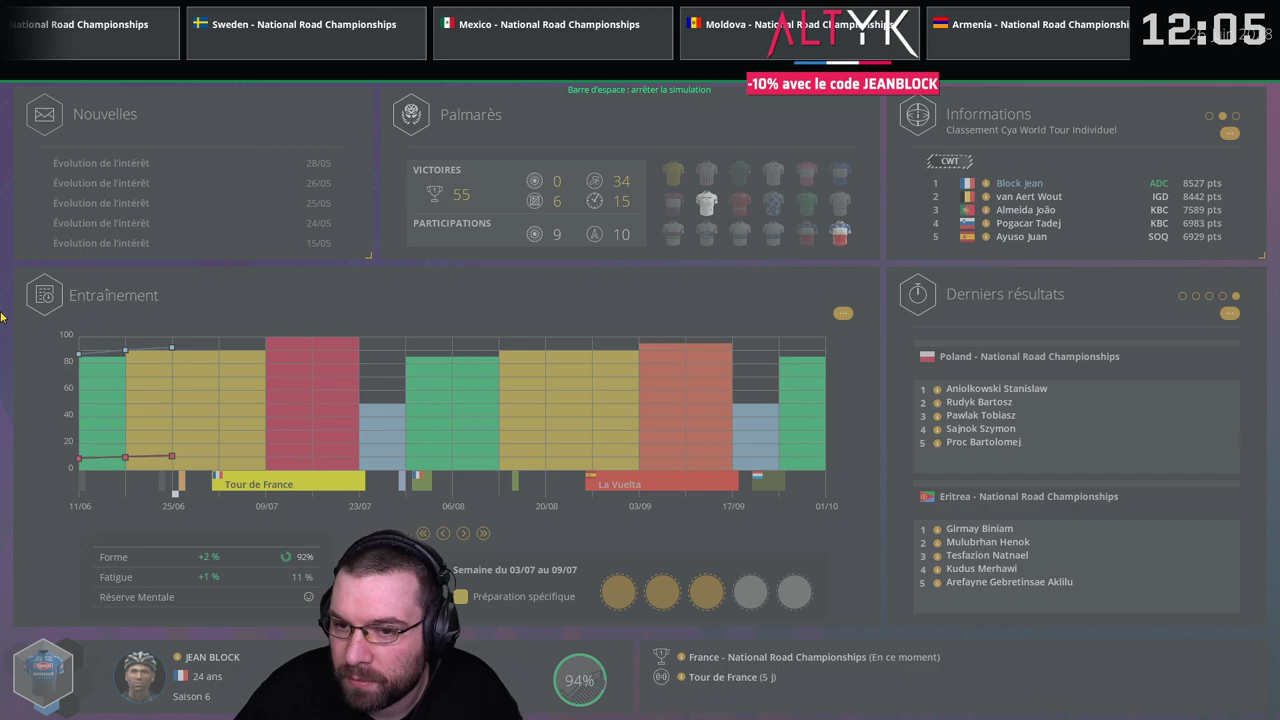 National Road Championships
Sweden - National Road Championships
Mexico - National Road Championships
Moldova - National Road Championships
Armenia - National Road Championshi
ALTYK
12:05
-10% avec le code JEANBLOCK
Barre d'espace : arrêter la simulation
Nouvelles
Évolution de l'intérêt 28/05
Évolution de l'intérêt 26/05
Évolution de l'intérêt 25/05
Évolution de l'intérêt 24/05
Évolution de l'intérêt 15/05
Palmarès
VICTOIRES
55
0
34
6
15
PARTICIPATIONS
9
10
Informations
Classement Cya World Tour Individuel
CWT
1 Block Jean ADC 8527 pts
2 van Aert Wout IGD 8442 pts
3 Almeida João KBC 7589 pts
4 Pogacar Tadej KBC 6983 pts
5 Ayuso Juan SOQ 6929 pts
Entraînement
100
80
60
40
20
0
Tour de France
La Vuelta
11/06 25/06 09/07 23/07 06/08 20/08 03/09 17/09 01/10
Forme +2 % 92%
Fatigue +1 % 11 %
Réserve Mentale
Semaine du 03/07 au 09/07
Préparation spécifique
Derniers résultats
Poland - National Road Championships
1 Aniolkowski Stanislaw
2 Rudyk Bartosz
3 Pawlak Tobiasz
4 Sajnok Szymon
5 Proc Bartolomej
Eritrea - National Road Championships
1 Girmay Biniam
2 Mulubrhan Henok
3 Tesfazion Natnael
4 Kudus Merhawi
5 Arefayne Gebretinsae Aklilu
JEAN BLOCK
24 ans
Saison 6
94%
France - National Road Championships (En ce moment)
Tour de France (5 j)